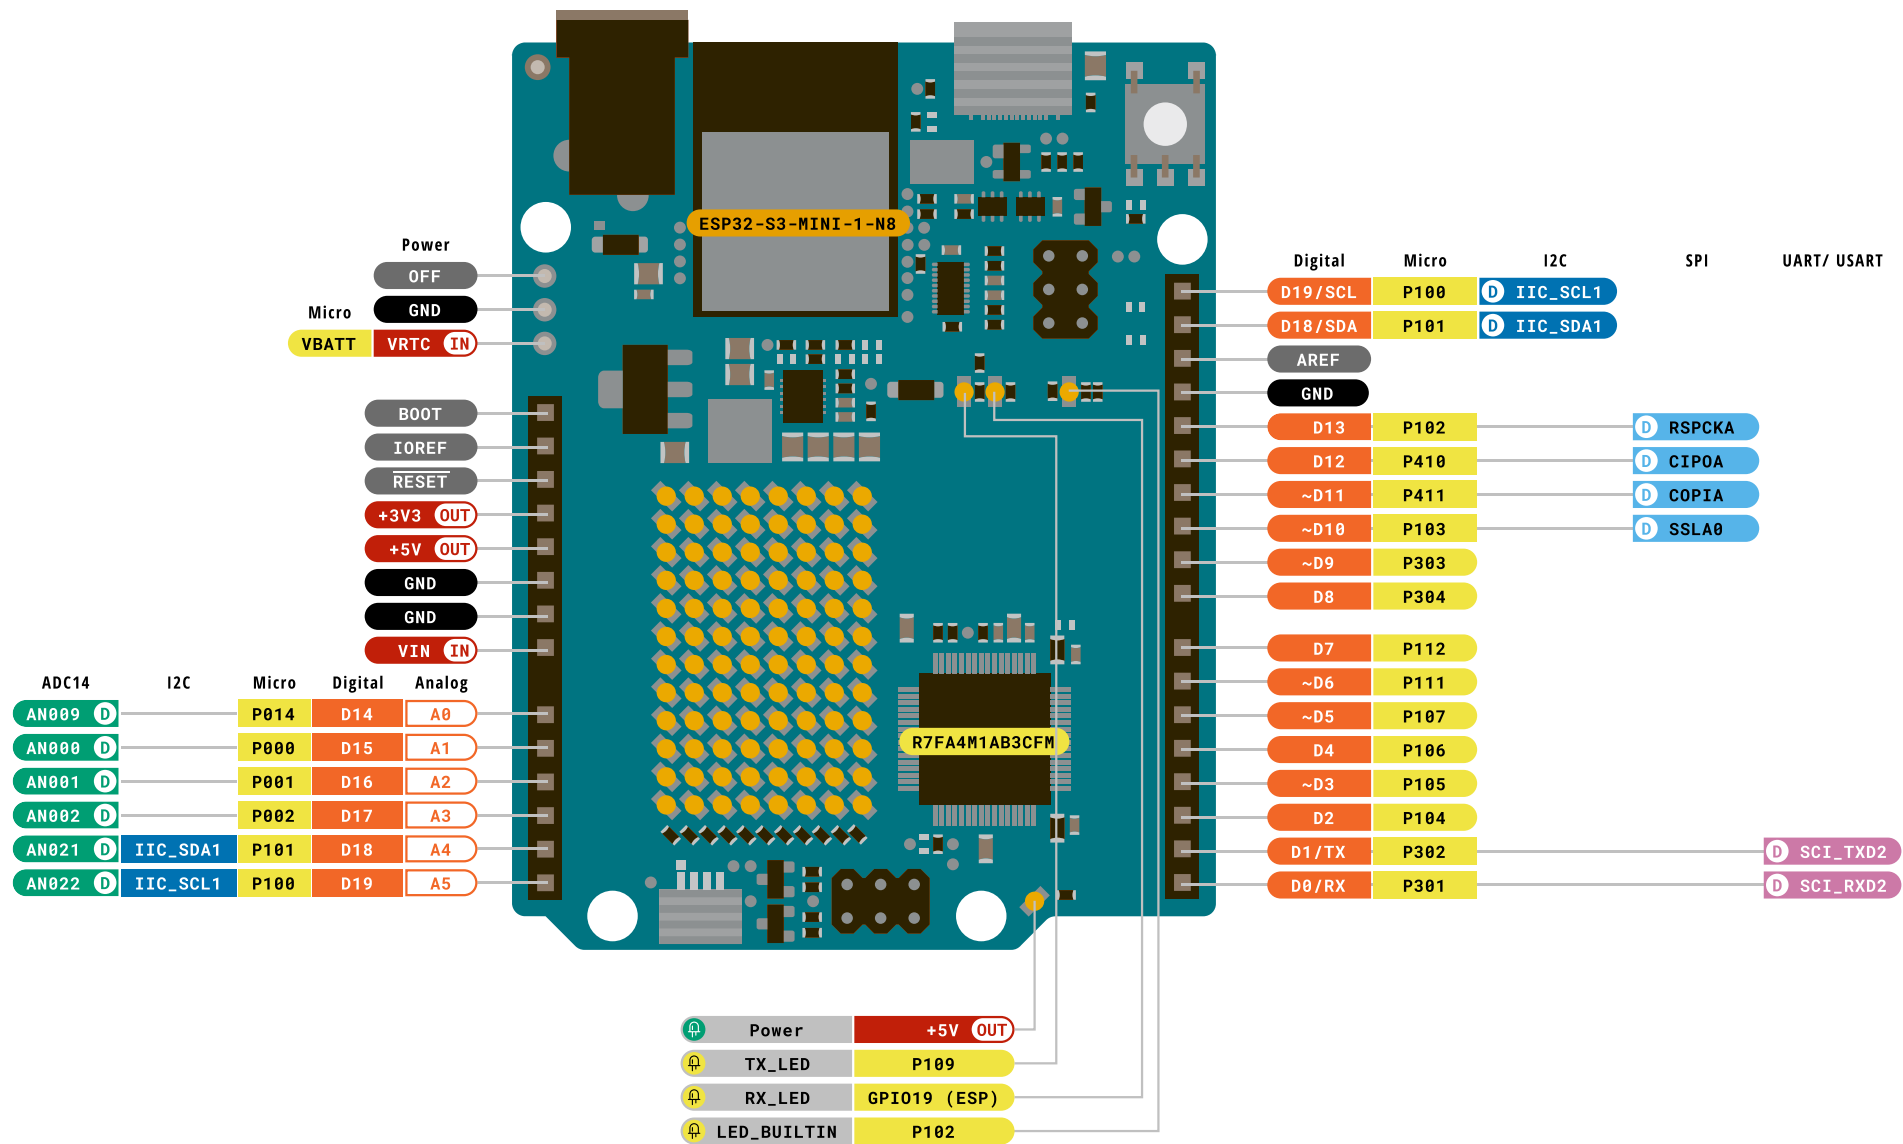 ESP32-S3-MINI-1-N8
Power
OFF
GND
Micro
VBATT VRTC IN
BOOT
IOREF
RESET
+3V3 OUT
+5V OUT
GND
GND
VIN IN
ADC14 I2C Micro Digital Analog
AN009 D P014 D14 A0
AN000 D P000 D15 A1
AN001 D P001 D16 A2
AN002 D P002 D17 A3
AN021 D IIC_SDA1 P101 D18 A4
AN022 D IIC_SCL1 P100 D19 A5
Digital Micro I2C SPI UART/ USART
D19/SCL P100 D IIC_SCL1
D18/SDA P101 D IIC_SDA1
AREF
GND
D13 P102 D RSPCKA
D12 P410 D CIPOA
~D11 P411 D COPIA
~D10 P103 D SSLA0
~D9 P303
D8 P304
D7 P112
~D6 P111
~D5 P107
D4 P106
~D3 P105
D2 P104
D1/TX P302 D SCI_TXD2
D0/RX P301 D SCI_RXD2
R7FA4M1AB3CFM
Power +5V OUT
TX_LED P109
RX_LED GPIO19 (ESP)
LED_BUILTIN P102